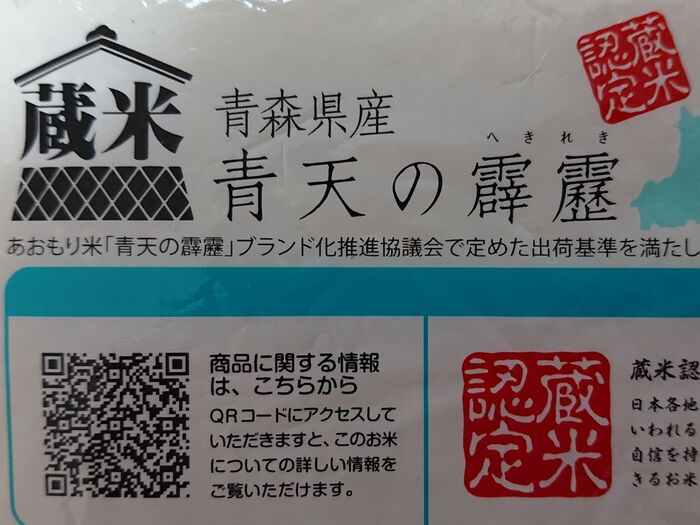 蔵米
青森県産
へきれき
青天の霹靂
蔵米
認定
あおもり米「青天の霹靂」ブランド化推進協議会で定めた出荷基準を満たし
商品に関する情報
は、こちらから
QRコードにアクセスして
いただきますと、このお米
についての詳しい情報を
ご覧いただけます。
蔵米
認定
蔵米認
日本各地
いわれる
自信を持
きるお米